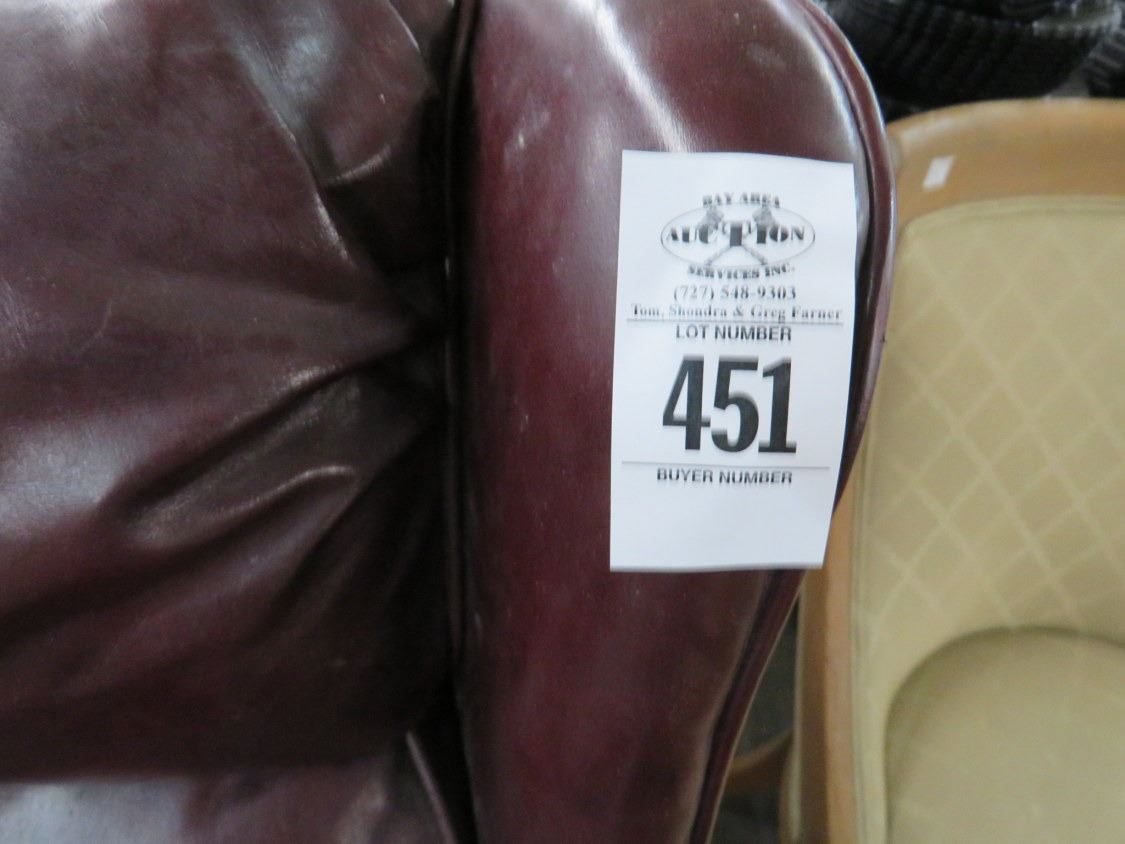 BAY AREA
AUCTION
SERVICES INC.
(727) 548-9303
Tom, Shondra & Greg Farner
LOT NUMBER
451
BUYER NUMBER